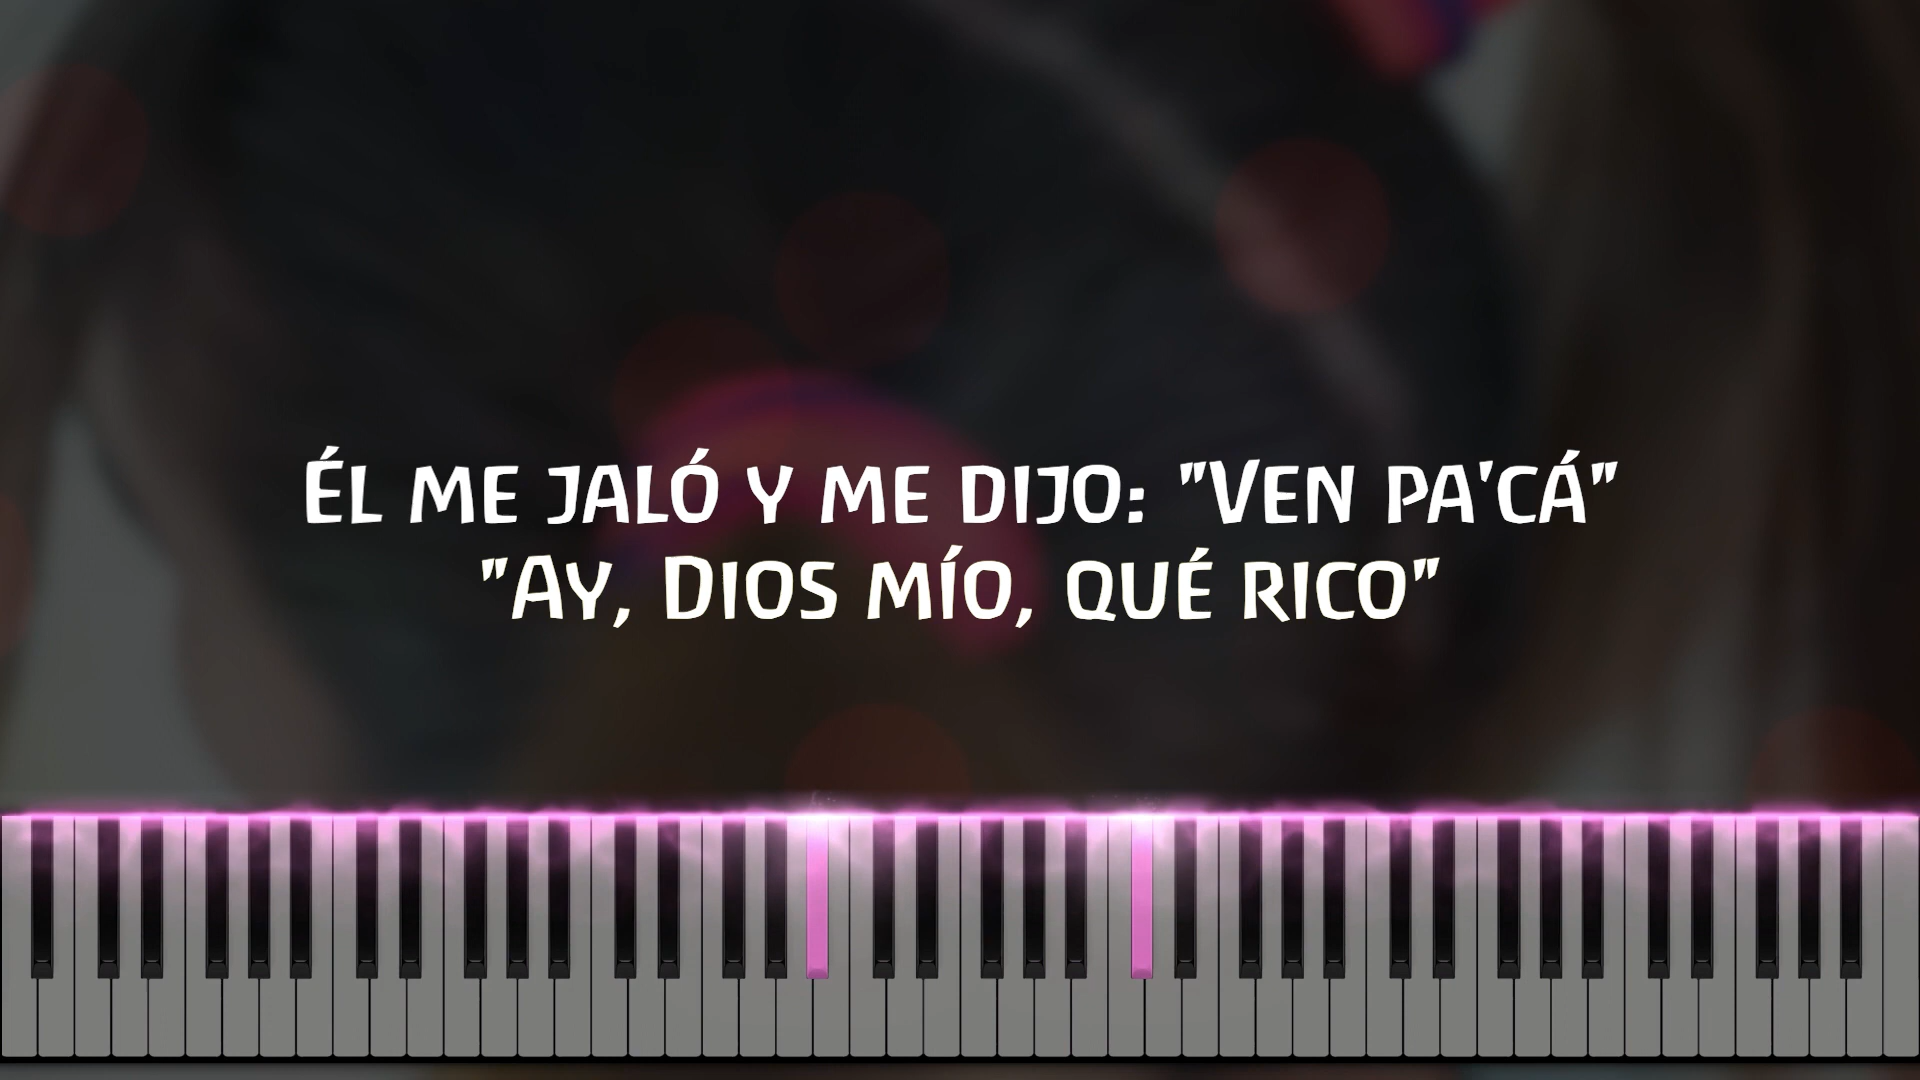 ÉL ME JALÓ Y ME DIJO: "VEN PA'CÁ"
"AY, DIOS MÍO, QUÉ RICO"